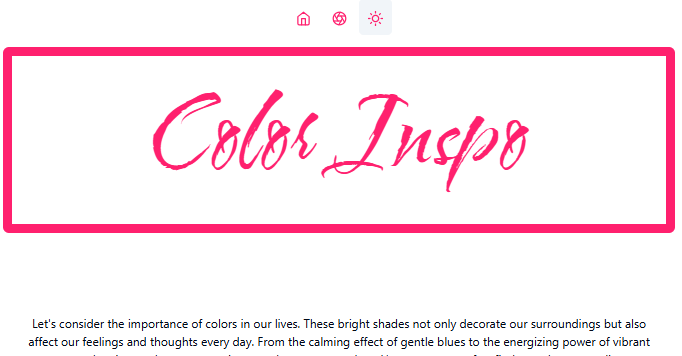 Color Inspo
Let's consider the importance of colors in our lives. These bright shades not only decorate our surroundings but also
affect our feelings and thoughts every day. From the calming effect of gentle blues to the energizing power of vibrant